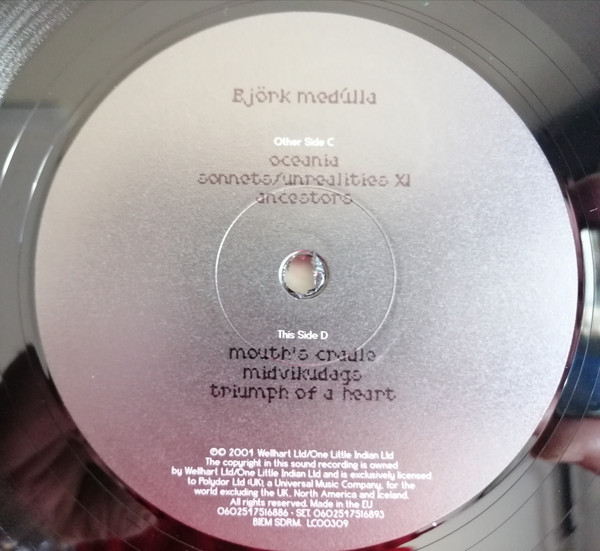 Björk medúlla
Other Side C
oceania
sonnets/unrealities XI
ancestors
This Side D
mouth's cradle
midvikudags
triumph of a heart
℗© 2004 Wellhart Ltd/One Little Indian Ltd
The copyright in this sound recording is owned
by Wellhart Ltd/One Little Indian Ltd and is exclusively licensed
to Polydor Ltd (UK), a Universal Music Company, for the
world excluding the UK, North America and Iceland.
All rights reserved. Made in the EU
0602517516886 - SET 0602517516893
BIEM SDRM. LC00309